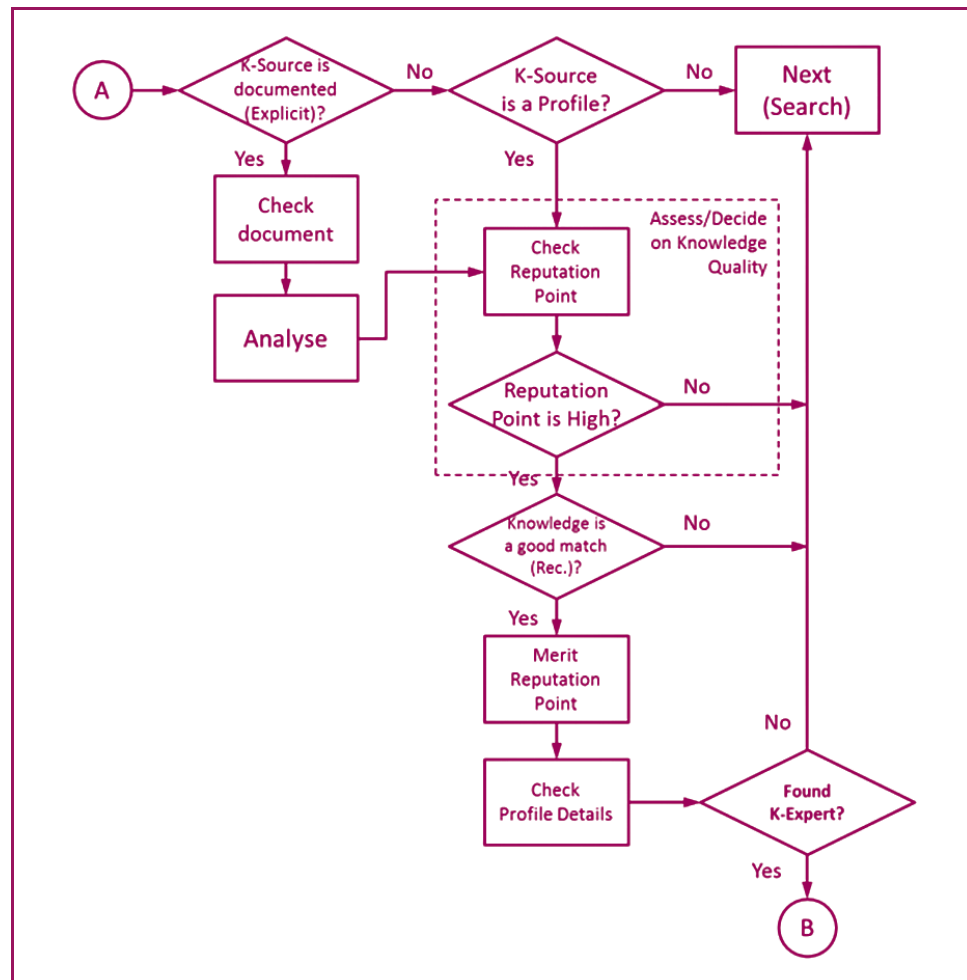 A
K-Source is
documented
(Explicit)?
No
K-Source
is a Profile?
No
Next
(Search)
Yes
Yes
Check
document
Assess/Decide
on Knowledge
Quality
Check
Reputation
Point
Analyse
Reputation
Point is High?
No
Yes
Knowledge is
a good match
(Rec.)?
No
Yes
Merit
Reputation
Point
No
Check
Profile Details
Found
K-Expert?
Yes
B